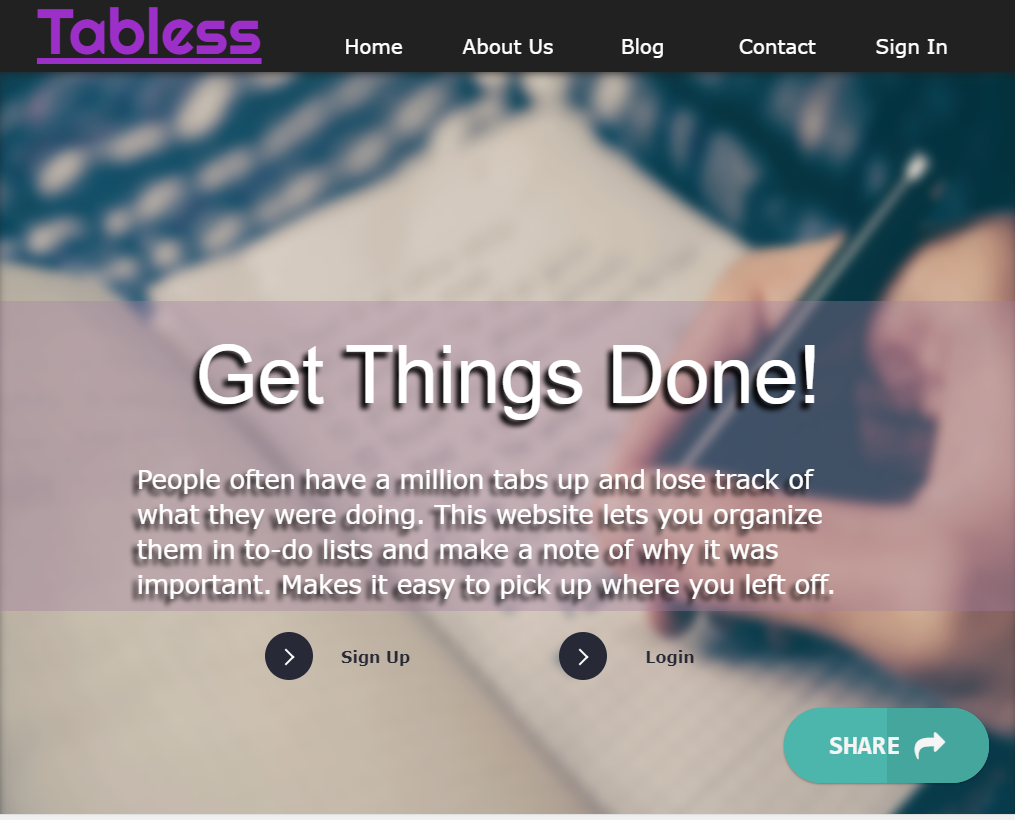 Tabless
Home About Us Blog Contact Sign In
Get Things Done!
People often have a million tabs up and lose track of
what they were doing. This website lets you organize
them in to-do lists and make a note of why it was
important. Makes it easy to pick up where you left off.
Sign Up Login
SHARE